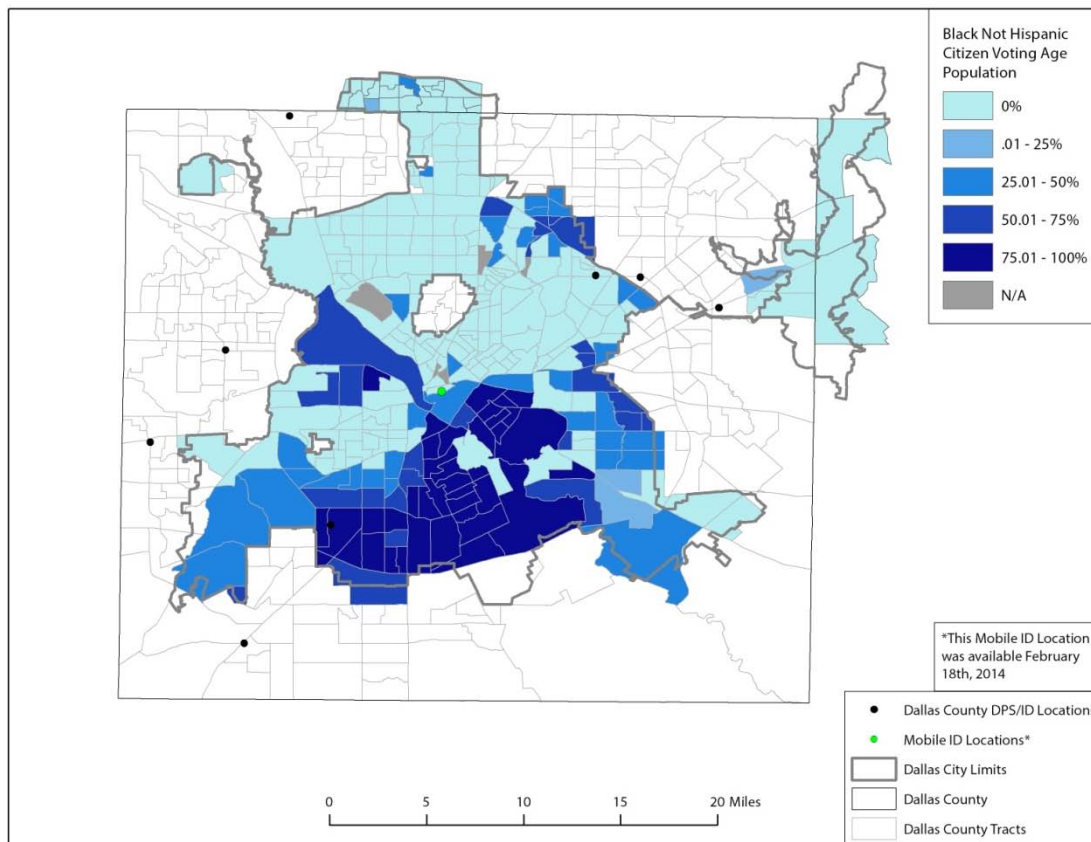 Black Not Hispanic
Citizen Voting Age
Population
0%
.01 - 25%
25.01 - 50%
50.01 - 75%
75.01 - 100%
N/A
*This Mobile ID Location
was available February
18th, 2014
Dallas County DPS/ID Locations
Mobile ID Locations*
Dallas City Limits
Dallas County
Dallas County Tracts
0 5 10 15 20 Miles